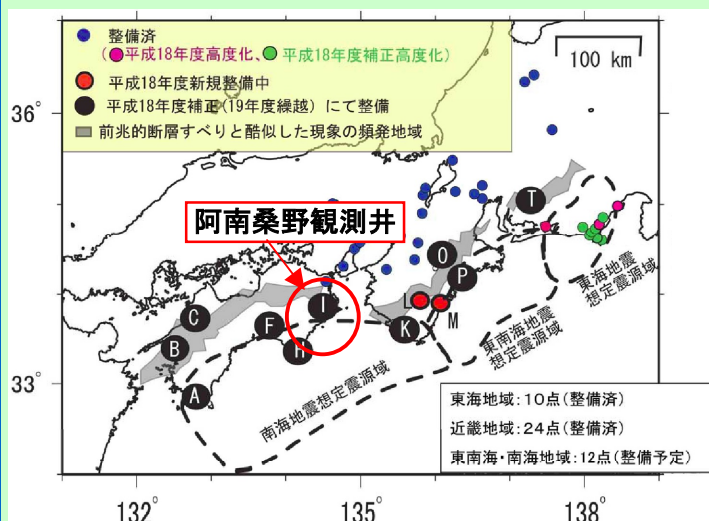 整備済
(●平成18年度高度化、●平成18年度補正高度化)
平成18年度新規整備中
平成18年度補正(19年度繰越)にて整備
前兆的断層すべりと酷似した現象の頻発地域
100 km
36°
阿南桑野観測井
T
O
P
L
M
K
I
F
H
C
B
A
東海地震
想定震源域
東南海地震
想定震源域
南海地震想定震源域
33°
東海地域:10点(整備済)
近畿地域:24点(整備済)
東南海・南海地域:12点(整備予定)
132°
135°
138°